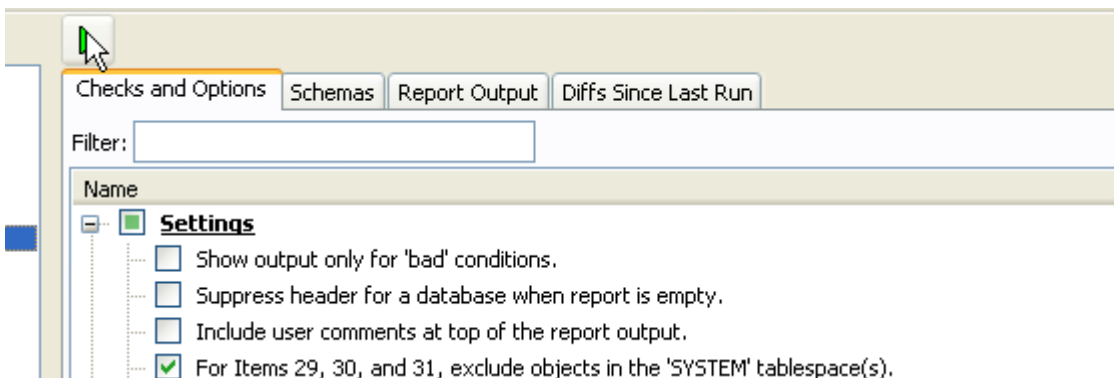 Checks and Options Schemas Report Output Diffs Since Last Run
Filter:
Name
Settings
Show output only for 'bad' conditions.
Suppress header for a database when report is empty.
Include user comments at top of the report output.
For Items 29, 30, and 31, exclude objects in the 'SYSTEM' tablespace(s).